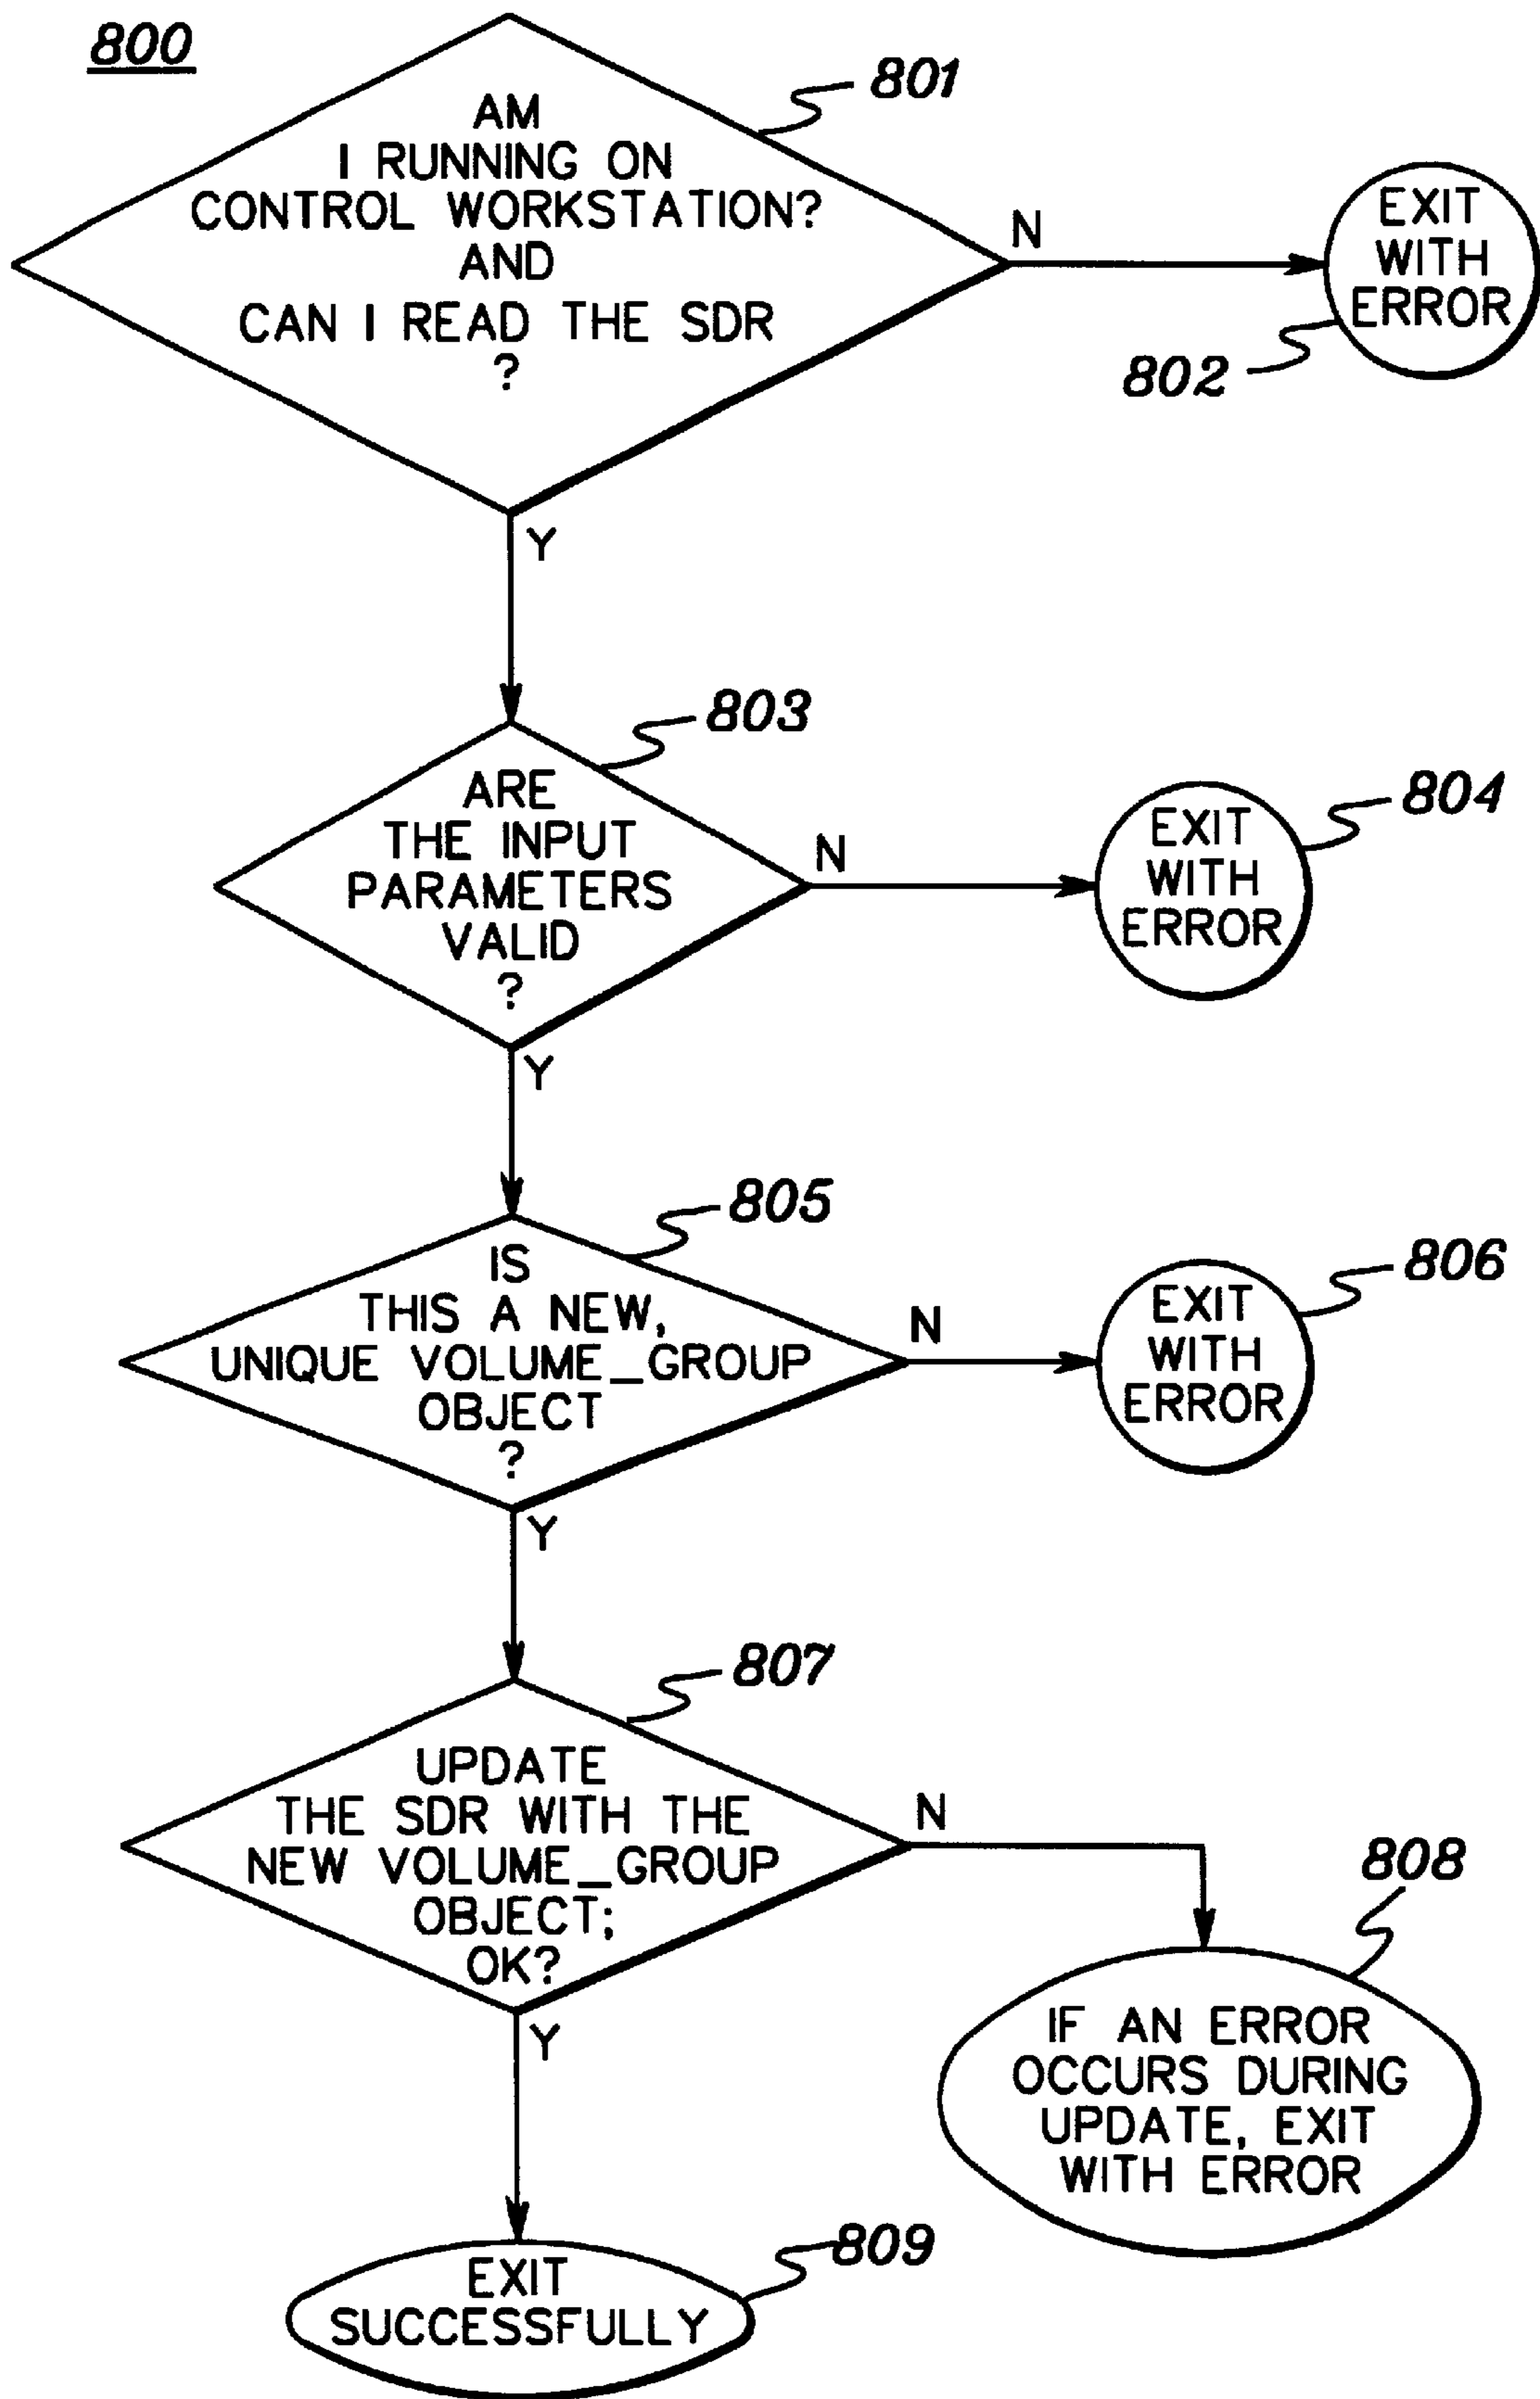 800
801
AM
I RUNNING ON
CONTROL WORKSTATION?
AND
CAN I READ THE SDR
?
N
EXIT
WITH
ERROR
802
Y
803
ARE
THE INPUT
PARAMETERS
VALID
?
N
804
EXIT
WITH
ERROR
Y
805
IS
THIS A NEW,
UNIQUE VOLUME_GROUP
OBJECT
?
N
806
EXIT
WITH
ERROR
Y
807
UPDATE
THE SDR WITH THE
NEW VOLUME_GROUP
OBJECT;
OK?
N
808
IF AN ERROR
OCCURS DURING
UPDATE, EXIT
WITH ERROR
Y
809
EXIT
SUCCESSFULLY